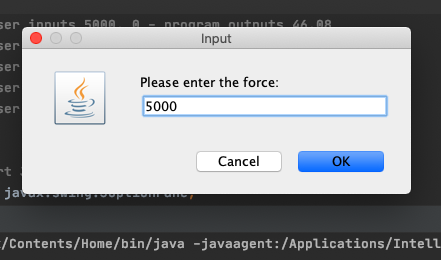 ser inputs 5000, 0 - program outputs 46.08
Input
ser
Please enter the force:
ser
5000
ser
Cancel
OK
rt
javax.swing.JOptionPane;
t/Contents/Home/bin/java -javaagent:/Applications/Intell